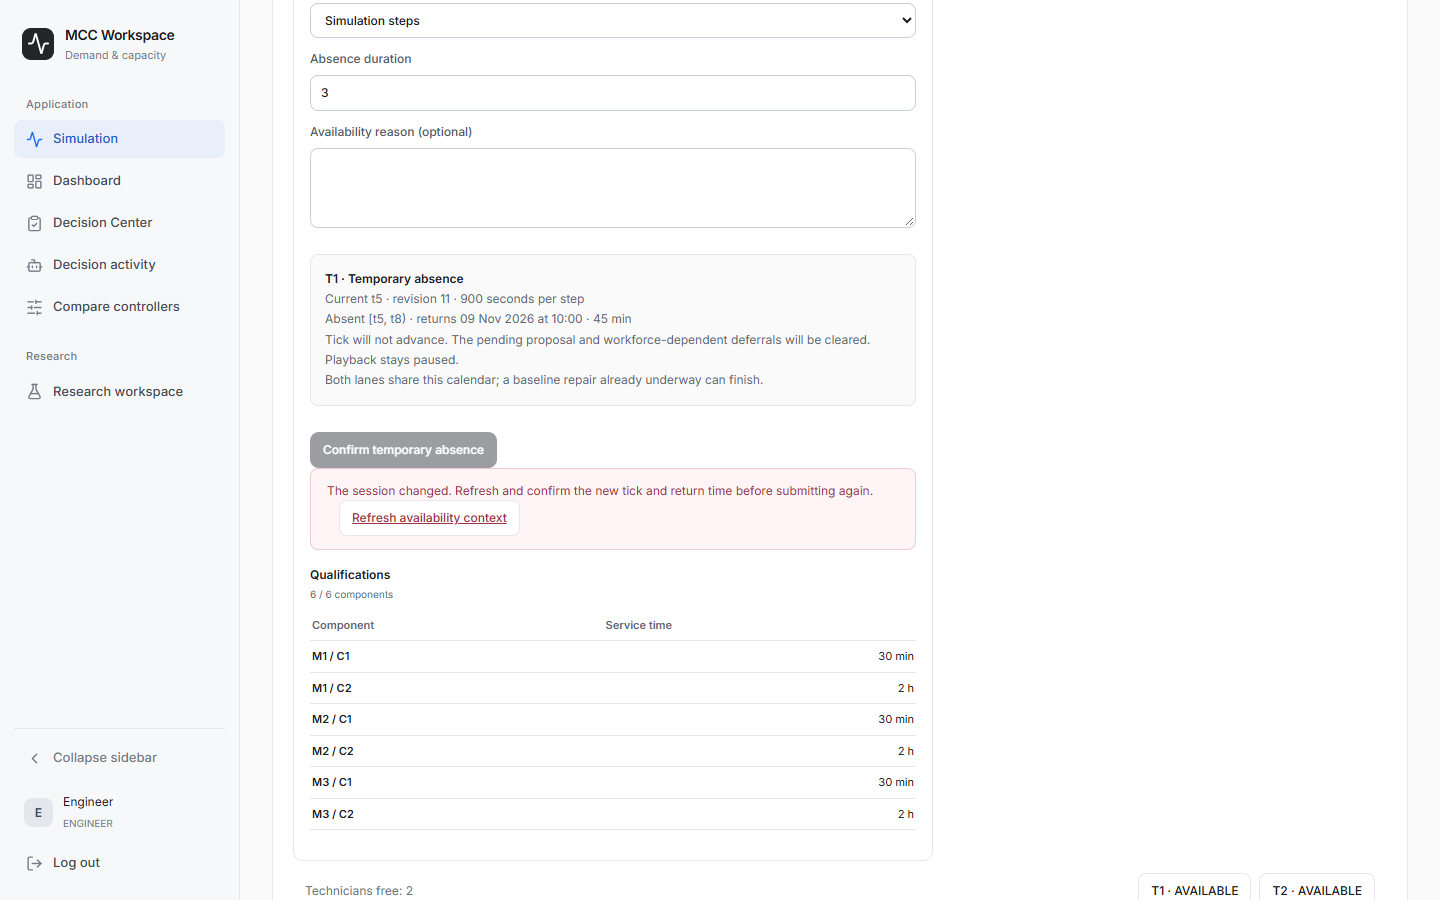 MCC Workspace
Demand & capacity
Application
Simulation
Dashboard
Decision Center
Decision activity
Compare controllers
Research
Research workspace
Collapse sidebar
E
Engineer
ENGINEER
Log out
Simulation steps
Absence duration
3
Availability reason (optional)
T1 · Temporary absence
Current t5 · revision 11 · 900 seconds per step
Absent [t5, t8) · returns 09 Nov 2026 at 10:00 · 45 min
Tick will not advance. The pending proposal and workforce-dependent deferrals will be cleared.
Playback stays paused.
Both lanes share this calendar; a baseline repair already underway can finish.
Confirm temporary absence
The session changed. Refresh and confirm the new tick and return time before submitting again.
Refresh availability context
Qualifications
6 / 6 components
Component Service time
M1 / C1 30 min
M1 / C2 2 h
M2 / C1 30 min
M2 / C2 2 h
M3 / C1 30 min
M3 / C2 2 h
Technicians free: 2
T1 · AVAILABLE
T2 · AVAILABLE